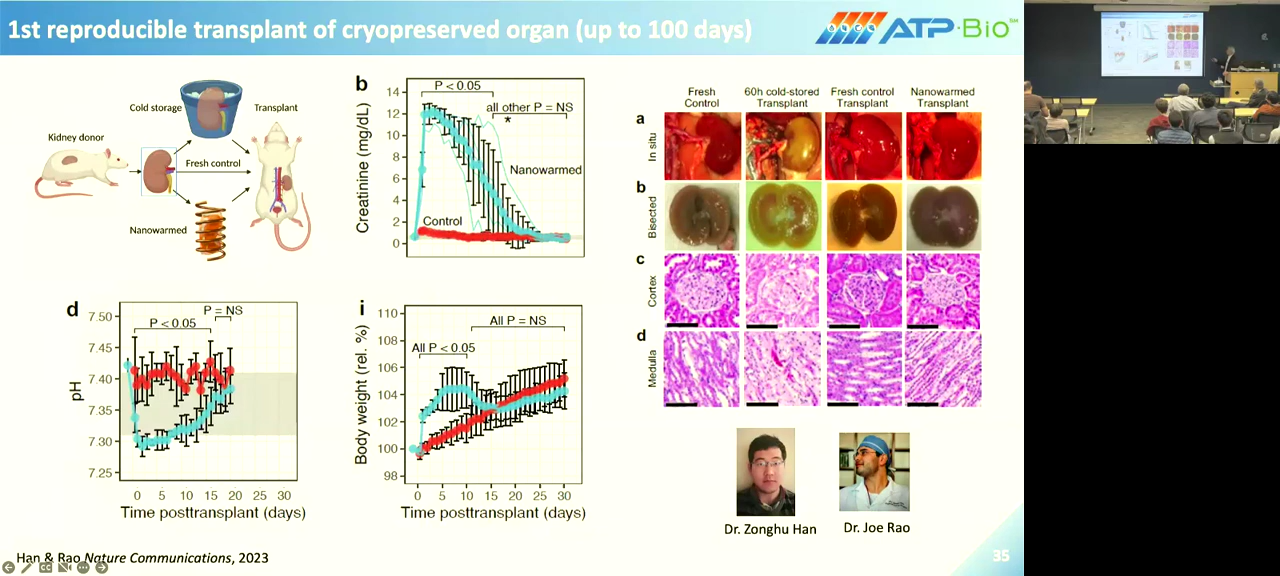 1st reproducible transplant of cryopreserved organ (up to 100 days)
ATP-Bio
Cold storage
Transplant
Kidney donor
Fresh control
Nanowarmed
b
P < 0.05
all other P = NS
*
Nanowarmed
Control
Creatinine (mg/dL)
14
12
10
8
6
4
2
0
d
P = NS
P < 0.05
pH
7.50
7.45
7.40
7.35
7.30
7.25
0 5 10 15 20 25 30
Time posttransplant (days)
i
All P = NS
All P < 0.05
Body weight (rel. %)
110
108
106
104
102
100
98
0 5 10 15 20 25 30
Time posttransplant (days)
Fresh Control
60h cold-stored Transplant
Fresh control Transplant
Nanowarmed Transplant
a
In situ
b
Bisected
c
Cortex
d
Medulla
Dr. Zonghu Han
Dr. Joe Rao
Han & Rao Nature Communications, 2023
35